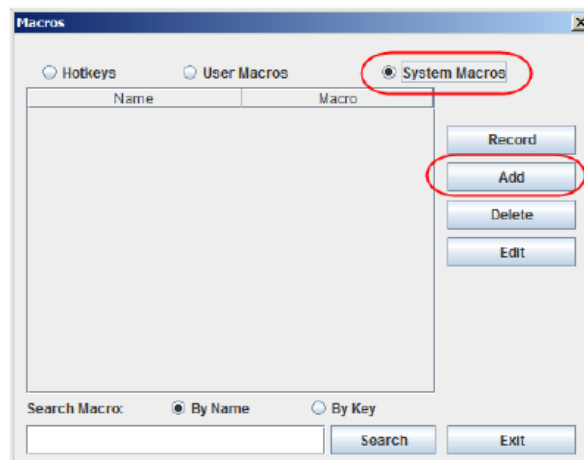 Macros
Hotkeys User Macros System Macros
Name Macro
Record
Add
Delete
Edit
Search Macro: By Name By Key
Search Exit